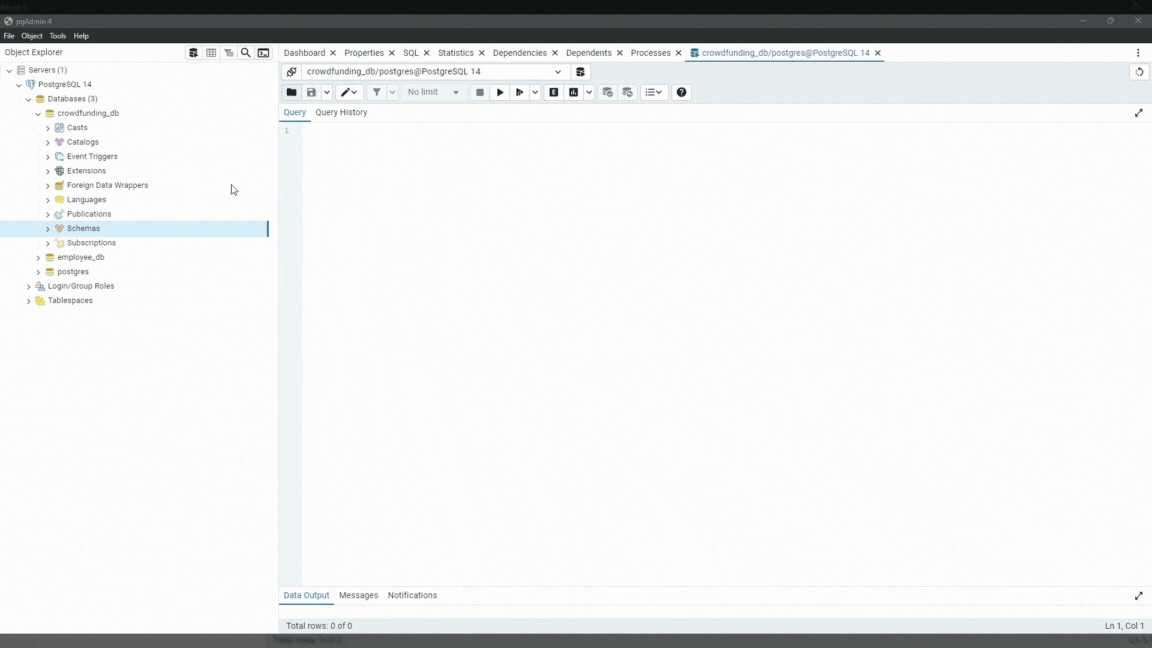 pgAdmin 4
File Object Tools Help
Object Explorer
Dashboard Properties SQL Statistics Dependencies Dependents Processes crowdfunding_db/postgres@PostgreSQL 14
Servers (1)
crowdfunding_db/postgres@PostgreSQL 14
PostgreSQL 14
No limit
Databases (3)
crowdfunding_db
Query Query History
Casts
1
Catalogs
Event Triggers
Extensions
Foreign Data Wrappers
Languages
Publications
Schemas
Subscriptions
employee_db
postgres
Login/Group Roles
Tablespaces
Data Output Messages Notifications
Total rows: 0 of 0
Ln 1, Col 1